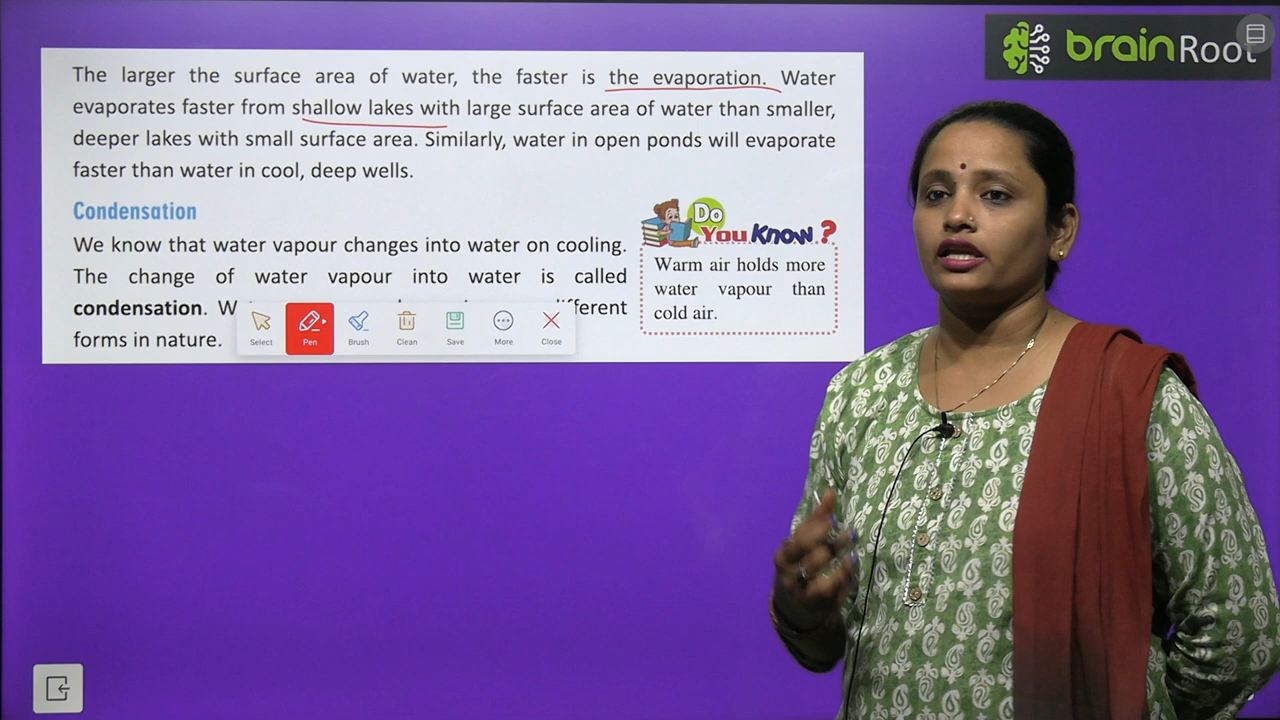 brainRoot
The larger the surface area of water, the faster is the evaporation. Water
evaporates faster from shallow lakes with large surface area of water than smaller,
deeper lakes with small surface area. Similarly, water in open ponds will evaporate
faster than water in cool, deep wells.
Condensation
We know that water vapour changes into water on cooling.
The change of water vapour into water is called
condensation.
forms in nature.
Do
You Know ?
Warm air holds more
water vapour than
cold air.
Select Pen Brush Clean Save More Close